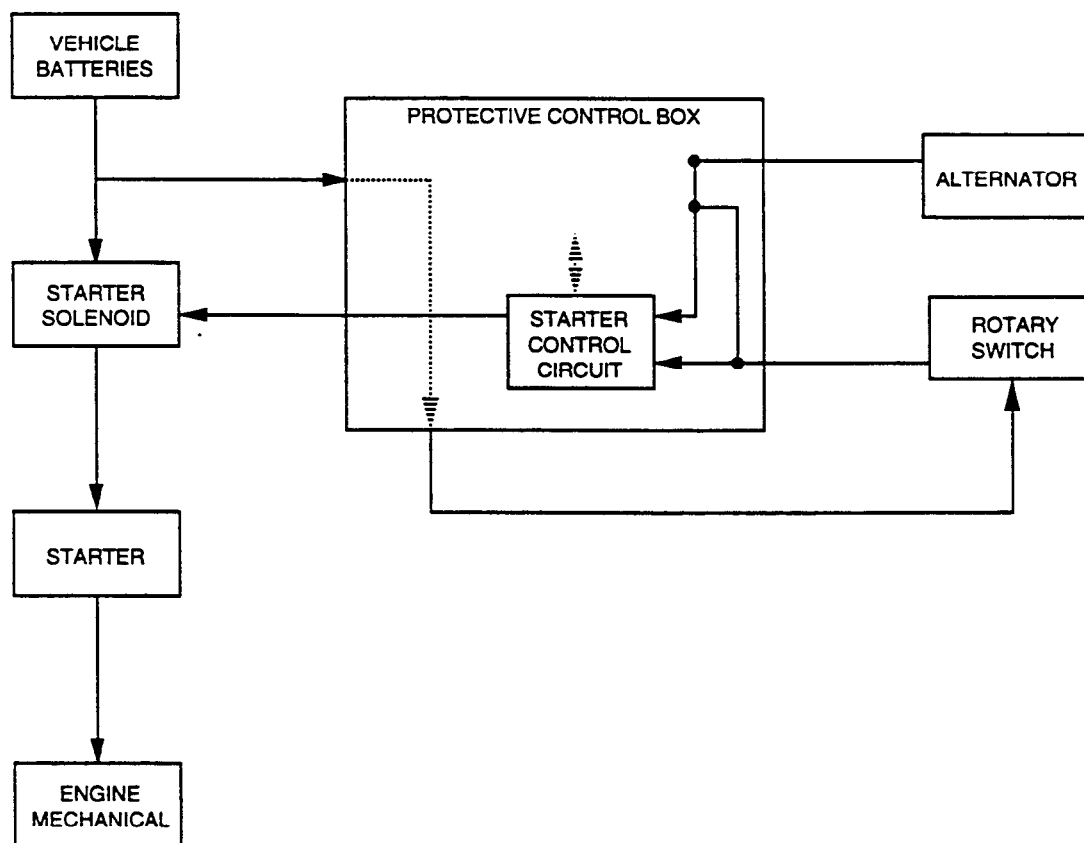 VEHICLE
BATTERIES
PROTECTIVE CONTROL BOX
ALTERNATOR
STARTER
SOLENOID
STARTER
CONTROL
CIRCUIT
ROTARY
SWITCH
STARTER
ENGINE
MECHANICAL